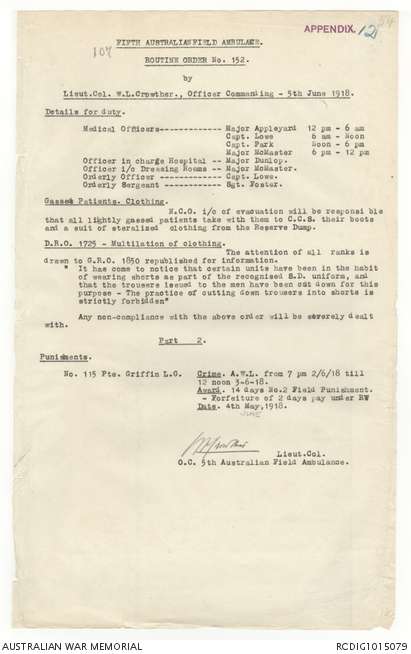 APPENDIX. 12
107
FIFTH AUSTRALIAN FIELD AMBULANCE.
ROUTINE ORDER No. 152.
by
Lieut.Col. W.L.Crowther., Officer Commanding - 5th June 1918.
Details for duty.
Medical Officers------------- Major Appleyard 12 pm - 6 am
Capt. Lowe 6 am - Noon
Capt. Park Noon - 6 pm
Major McMaster 6 pm - 12 pm
Officer in charge Hospital -- Major Dunlop.
Officer i/c Dressing Rooms -- Major McMaster.
Orderly Officer ------------- Capt. Lowe.
Orderly Sergeant ------------ Sgt. Foster.
Gassed Patients. Clothing.
N.C.O. i/c of evacuation will be responsible
that all lightly gassed patients take with them to C.C.S. their boots
and a suit of steralized clothing from the Reserve Dump.
D.R.O. 1725 - Multilation of clothing.
The attention of all ranks is
drawn to G.R.O. 1850 republished for information.
" It has come to notice that certain units have been in the habit
of wearing shorts as part of the recognised S.D. uniform, and
that the trousers issued to the men have been cut down for this
purpose - The practice of cutting down trousers into shorts is
strictly forbidden"
Any non-compliance with the above order will be severely dealt
with.
Part 2.
Punishments.
No. 115 Pte. Griffin L.G. Crime. A.W.L. from 7 pm 2/6/18 till
12 noon 3-6-18.
Award. 14 days No.2 Field Punishment.
- Forfeiture of 2 days pay under RW
Date. 4th May,1918.
JUNE
WLCrowther
Lieut.Col.
O.C. 5th Australian Field Ambulance.
AUSTRALIAN WAR MEMORIAL
RCDIG1015079